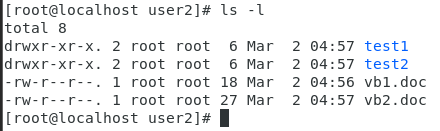 [root@localhost user2]# ls -l
total 8
drwxr-xr-x. 2 root root  6 Mar  2 04:57 test1
drwxr-xr-x. 2 root root  6 Mar  2 04:57 test2
-rw-r--r--. 1 root root 18 Mar  2 04:56 vb1.doc
-rw-r--r--. 1 root root 27 Mar  2 04:57 vb2.doc
[root@localhost user2]#